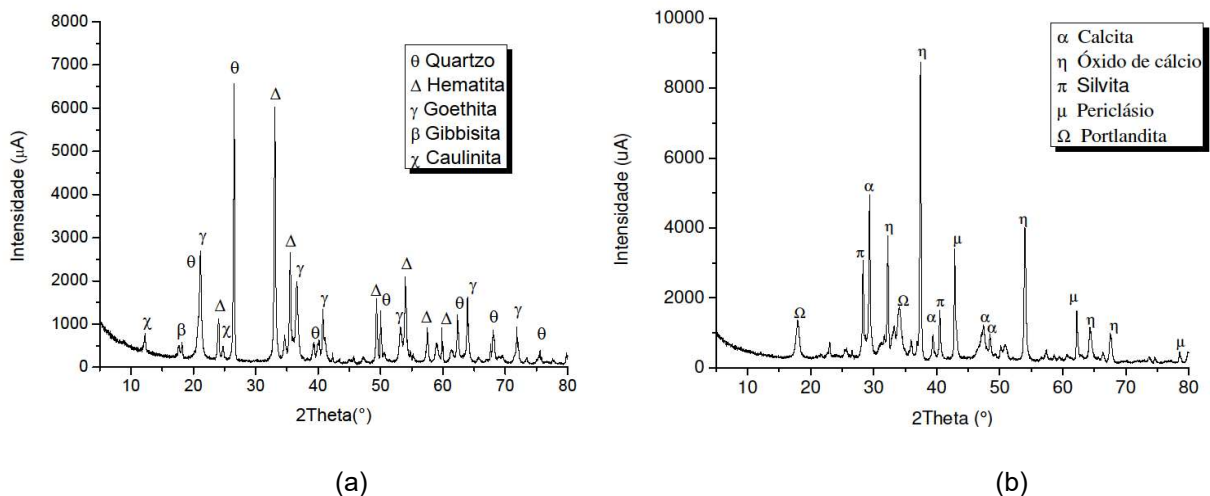 8000
7000
6000
5000
4000
3000
2000
1000
0
Intensidade (μA)
10 20 30 40 50 60 70 80
2Theta(°)
θ Quartzo
Δ Hematita
γ Goethita
β Gibbisita
χ Caulinita
χ β θ γ Δ χ θ Δ Δ γ θ γ Δ θ γ Δ Δ Δ θ γ θ γ θ
(a)
10000
8000
6000
4000
2000
0
Intensidade (uA)
10 20 30 40 50 60 70 80
2Theta (°)
α Calcita
η Óxido de cálcio
π Silvita
μ Periclásio
Ω Portlandita
Ω π α η Ω η α π μ α α η μ η η μ
(b)